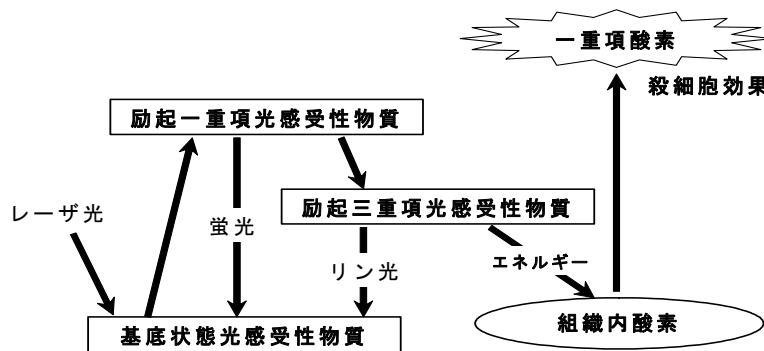 一重項酸素
殺細胞効果
励起一重項光感受性物質
励起三重項光感受性物質
レーザ光
蛍光
リン光
エネルギー
組織内酸素
基底状態光感受性物質